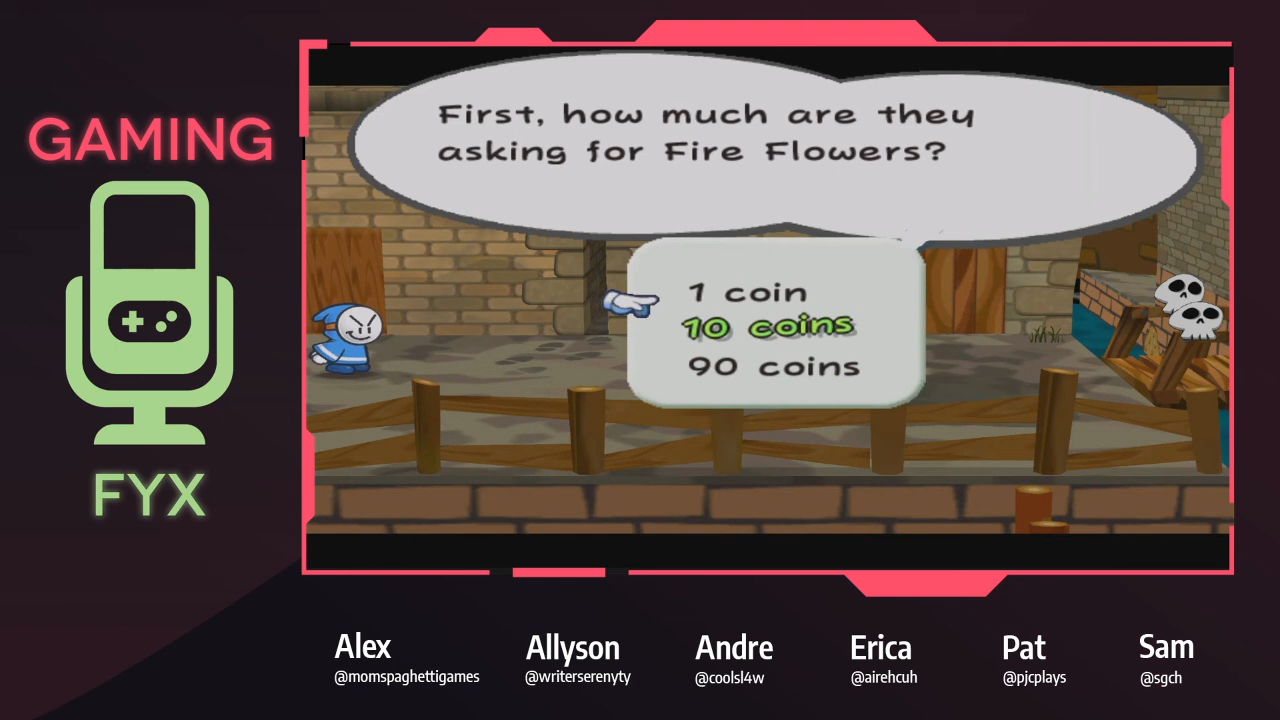 GAMING
FYX
First, how much are they
asking for Fire Flowers?
1 coin
10 coins
90 coins
Alex
@momspaghettigames
Allyson
@writerserenyty
Andre
@coolsl4w
Erica
@airehcuh
Pat
@pjcplays
Sam
@sgch